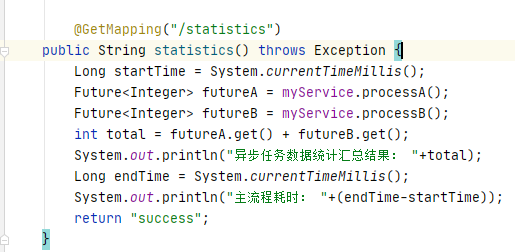 @GetMapping("/statistics")
public String statistics() throws Exception {
Long startTime = System.currentTimeMillis();
Future<Integer> futureA = myService.processA();
Future<Integer> futureB = myService.processB();
int total = futureA.get() + futureB.get();
System.out.println("异步任务数据统计汇总结果： "+total);
Long endTime = System.currentTimeMillis();
System.out.println("主流程耗时： "+(endTime-startTime));
return "success";
}